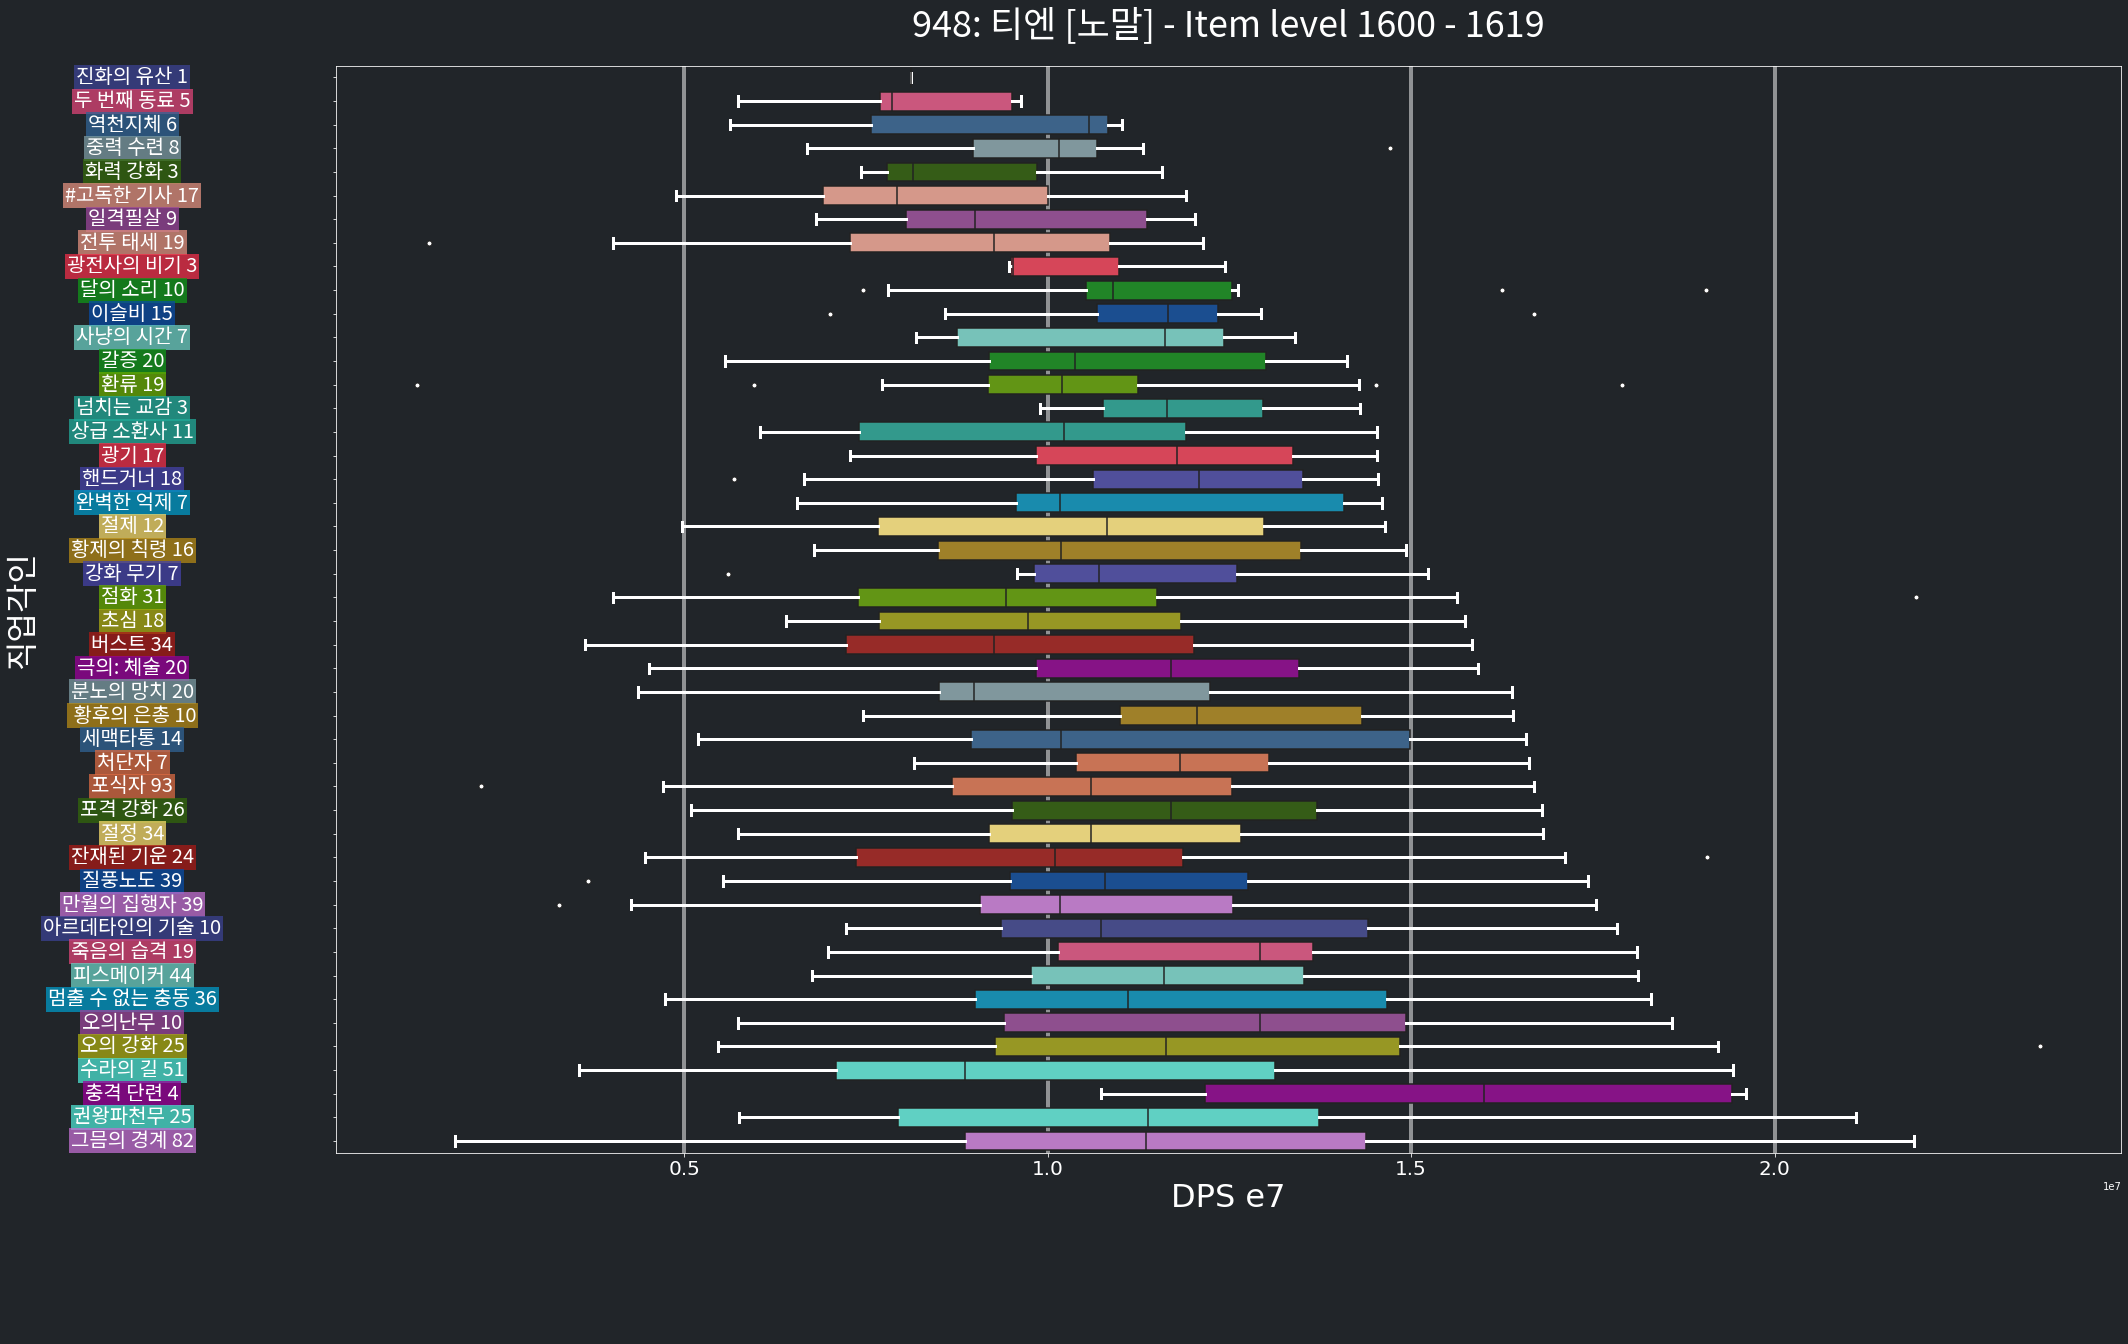 948: 티엔 [노말] - Item level 1600 - 1619
진화의 유산 1
두 번째 동료 5
역천지체 6
중력 수련 8
화력 강화 3
#고독한 기사 17
일격필살 9
전투 태세 19
광전사의 비기 3
달의 소리 10
이슬비 15
사냥의 시간 7
갈증 20
환류 19
넘치는 교감 3
상급 소환사 11
광기 17
핸드거너 18
완벽한 억제 7
절제 12
황제의 칙령 16
강화 무기 7
점화 31
초심 18
버스트 34
극의: 체술 20
분노의 망치 20
황후의 은총 10
세맥타통 14
처단자 7
포식자 93
포격 강화 26
절정 34
잔재된 기운 24
질풍노도 39
만월의 집행자 39
아르데타인의 기술 10
죽음의 습격 19
피스메이커 44
멈출 수 없는 충동 36
오의난무 10
오의 강화 25
수라의 길 51
충격 단련 4
권왕파천무 25
그믐의 경계 82
직업각인
0.5 1.0 1.5 2.0
1e7
DPS e7